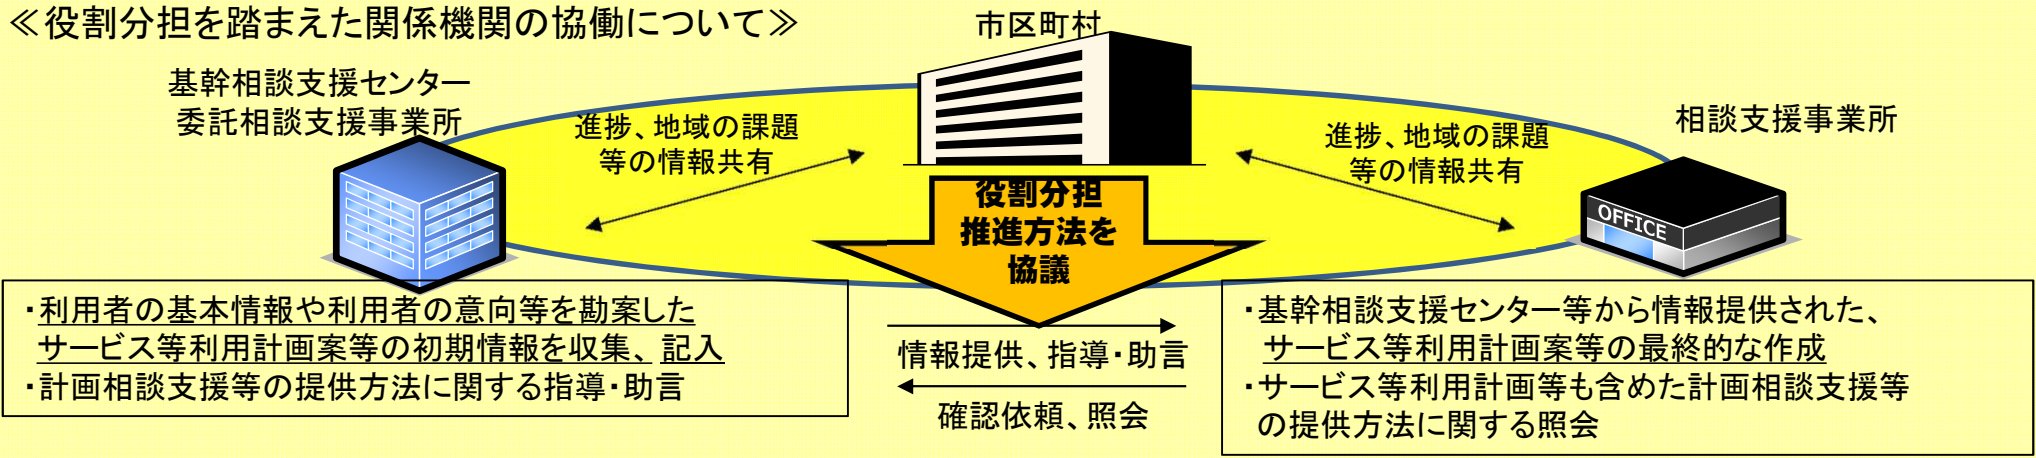 ≪役割分担を踏まえた関係機関の協働について≫
市区町村
基幹相談支援センター
委託相談支援事業所
進捗、地域の課題
等の情報共有
進捗、地域の課題
等の情報共有
相談支援事業所
OFFICE
役割分担
推進方法を
協議
・利用者の基本情報や利用者の意向等を勘案した
サービス等利用計画案等の初期情報を収集、記入
・計画相談支援等の提供方法に関する指導・助言
情報提供、指導・助言
確認依頼、照会
・基幹相談支援センター等から情報提供された、
サービス等利用計画案等の最終的な作成
・サービス等利用計画等も含めた計画相談支援等
の提供方法に関する照会